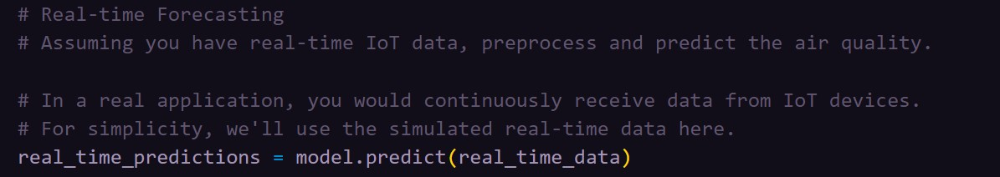 # Real-time Forecasting
# Assuming you have real-time IoT data, preprocess and predict the air quality.
# In a real application, you would continuously receive data from IoT devices.
# For simplicity, we'll use the simulated real-time data here.
real_time_predictions = model.predict(real_time_data)